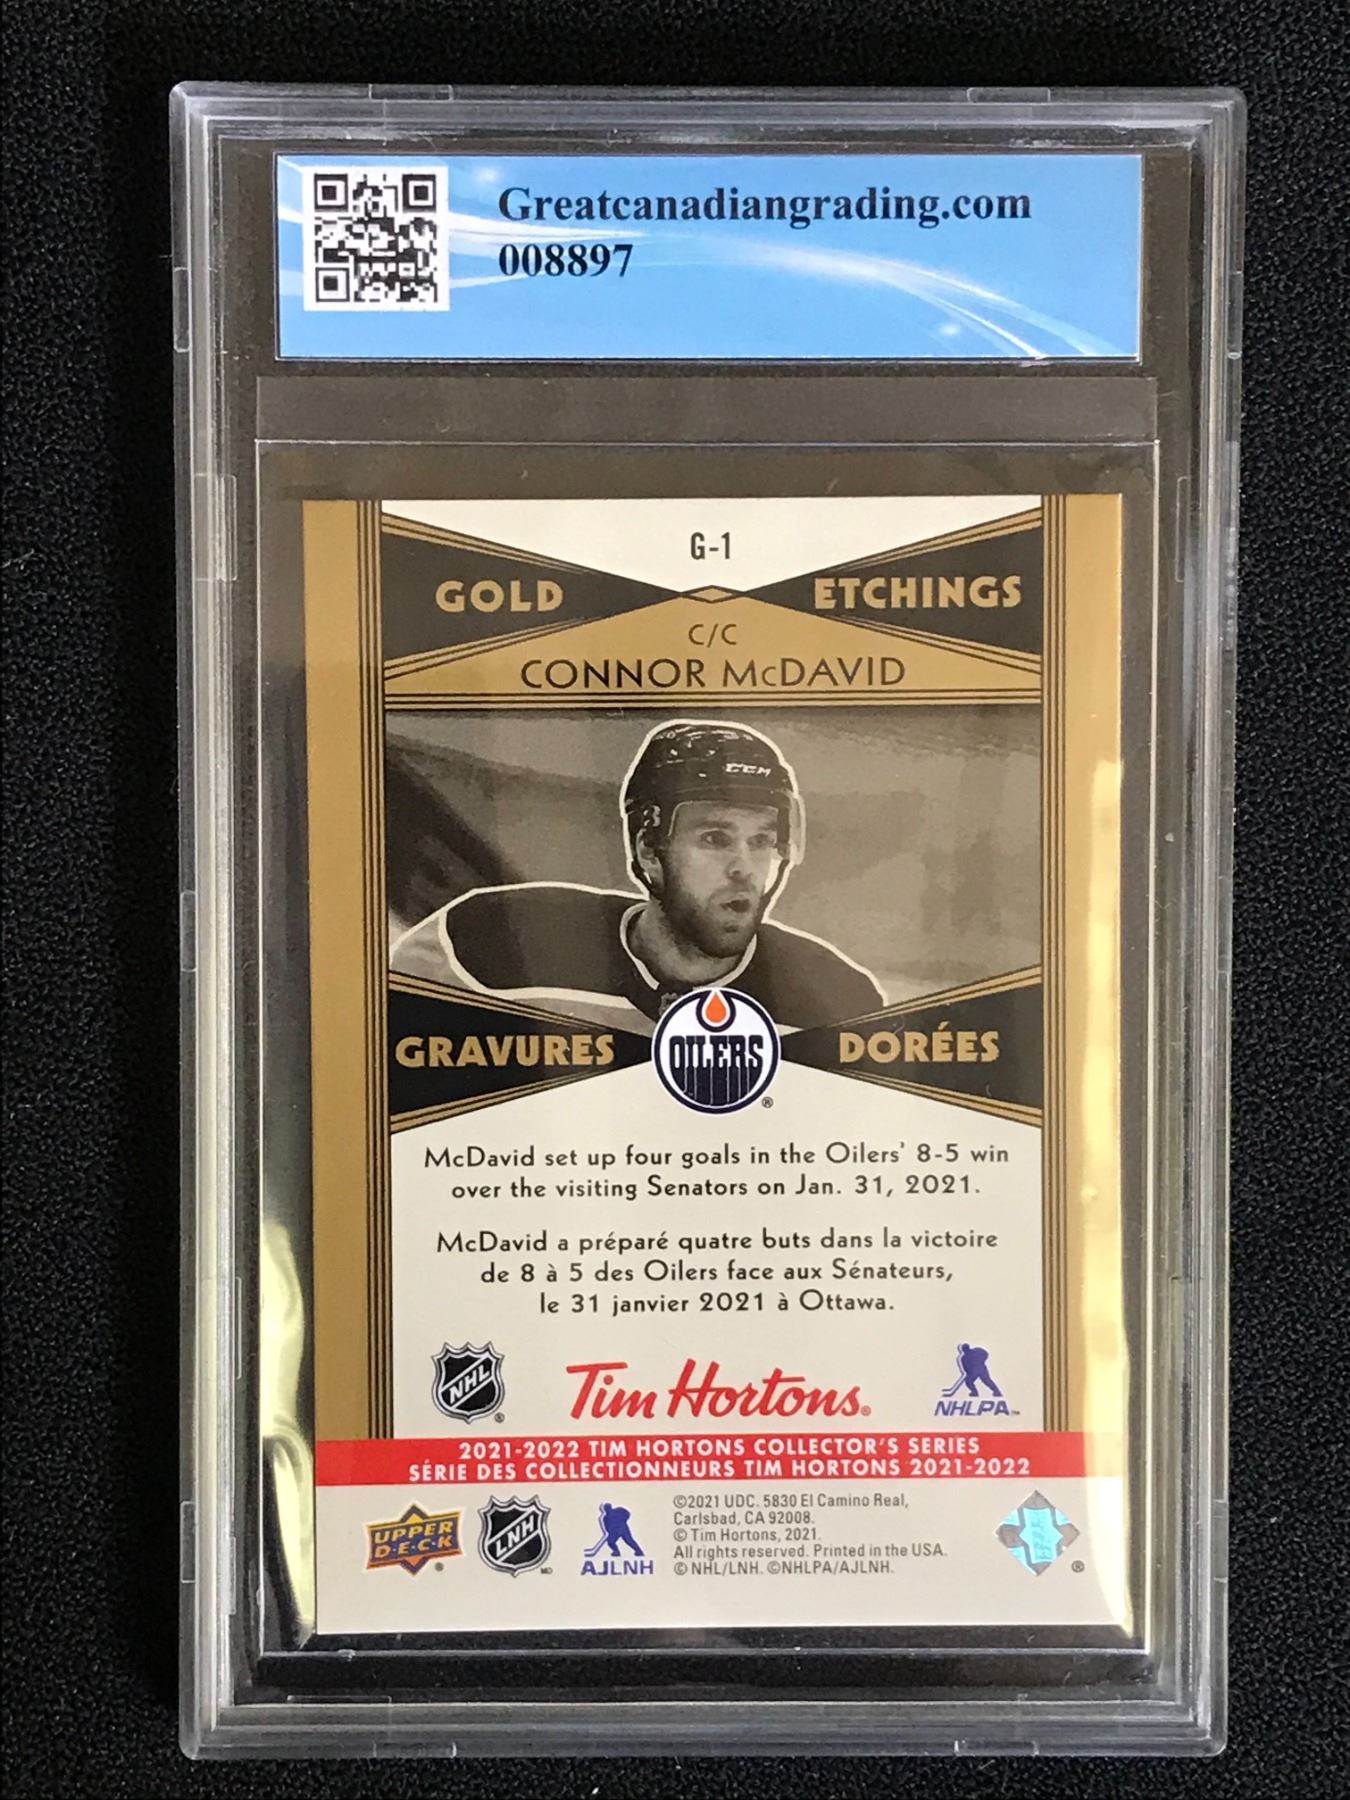 Greatcanadiangrading.com
008897
G-1
GOLD ETCHINGS
C/C
CONNOR McDAVID
CCM
GRAVURES OILERS DORÉES
®
McDavid set up four goals in the Oilers' 8-5 win
over the visiting Senators on Jan. 31, 2021.
McDavid a préparé quatre buts dans la victoire
de 8 à 5 des Oilers face aux Sénateurs,
le 31 janvier 2021 à Ottawa.
NHL ® Tim Hortons® NHLPA™
2021-2022 TIM HORTONS COLLECTOR'S SERIES
SÉRIE DES COLLECTIONNEURS TIM HORTONS 2021-2022
UPPER D·E·C·K ® LNH MD AJLNH
©2021 UDC. 5830 El Camino Real,
Carlsbad, CA 92008.
© Tim Hortons, 2021.
All rights reserved. Printed in the USA.
© NHL/LNH. ©NHLPA/AJLNH.
®